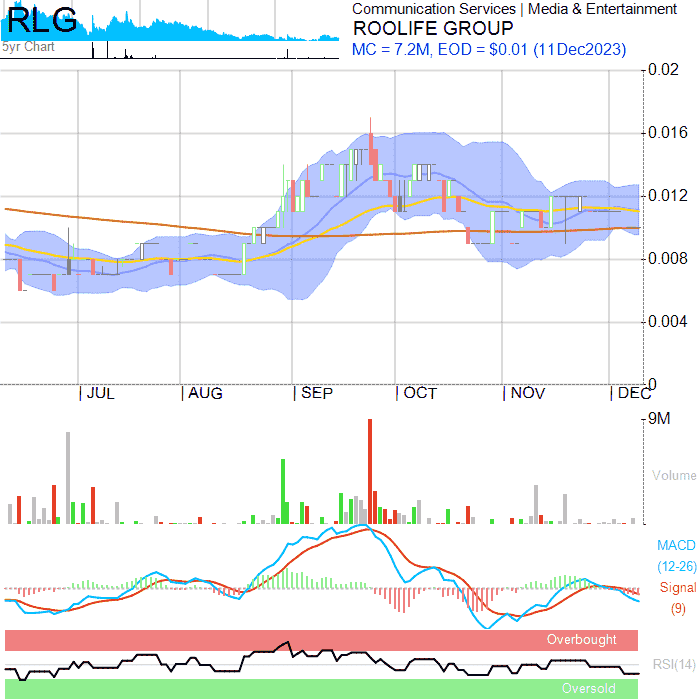 RLG
Communication Services | Media & Entertainment
ROOLIFE GROUP
5yr Chart
MC = 7.2M, EOD = $0.01 (11Dec2023)
0.02
0.016
0.012
0.008
0.004
0
JUL
AUG
SEP
OCT
NOV
DEC
9M
Volume
MACD
(12-26)
Signal
(9)
Overbought
RSI(14)
Oversold